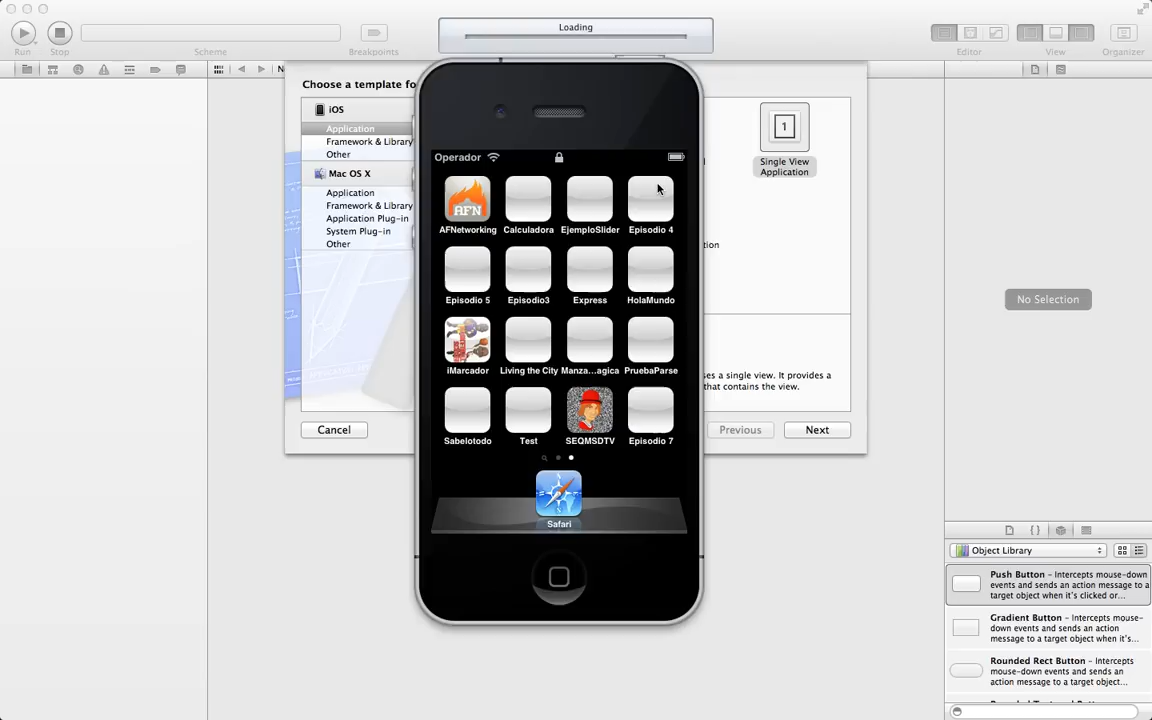 Loading
Run
Stop
Scheme
Breakpoints
Editor
View
Organizer
N
Choose a template fo
iOS
Application
Framework & Library
Other
Mac OS X
Application
Framework & Library
Application Plug-in
System Plug-in
Other
1
Single View
Application
tion
ses a single view. It provides a
that contains the view.
Cancel
Previous
Next
Operador
AFN
AFNetworking
Calculadora
EjemploSlider
Episodio 4
Episodio 5
Episodio3
Express
HolaMundo
iMarcador
Living the City
Manza...agica
PruebaParse
Sabelotodo
Test
SEQMSDTV
Episodio 7
Safari
No Selection
{}
Object Library
Push Button - Intercepts mouse-down
events and sends an action message to a
target object when it's clicked or...
Gradient Button - Intercepts mouse-
down events and sends an action
message to a target object when it's...
Rounded Rect Button - Intercepts
mouse-down events and sends an
action message to a target object...